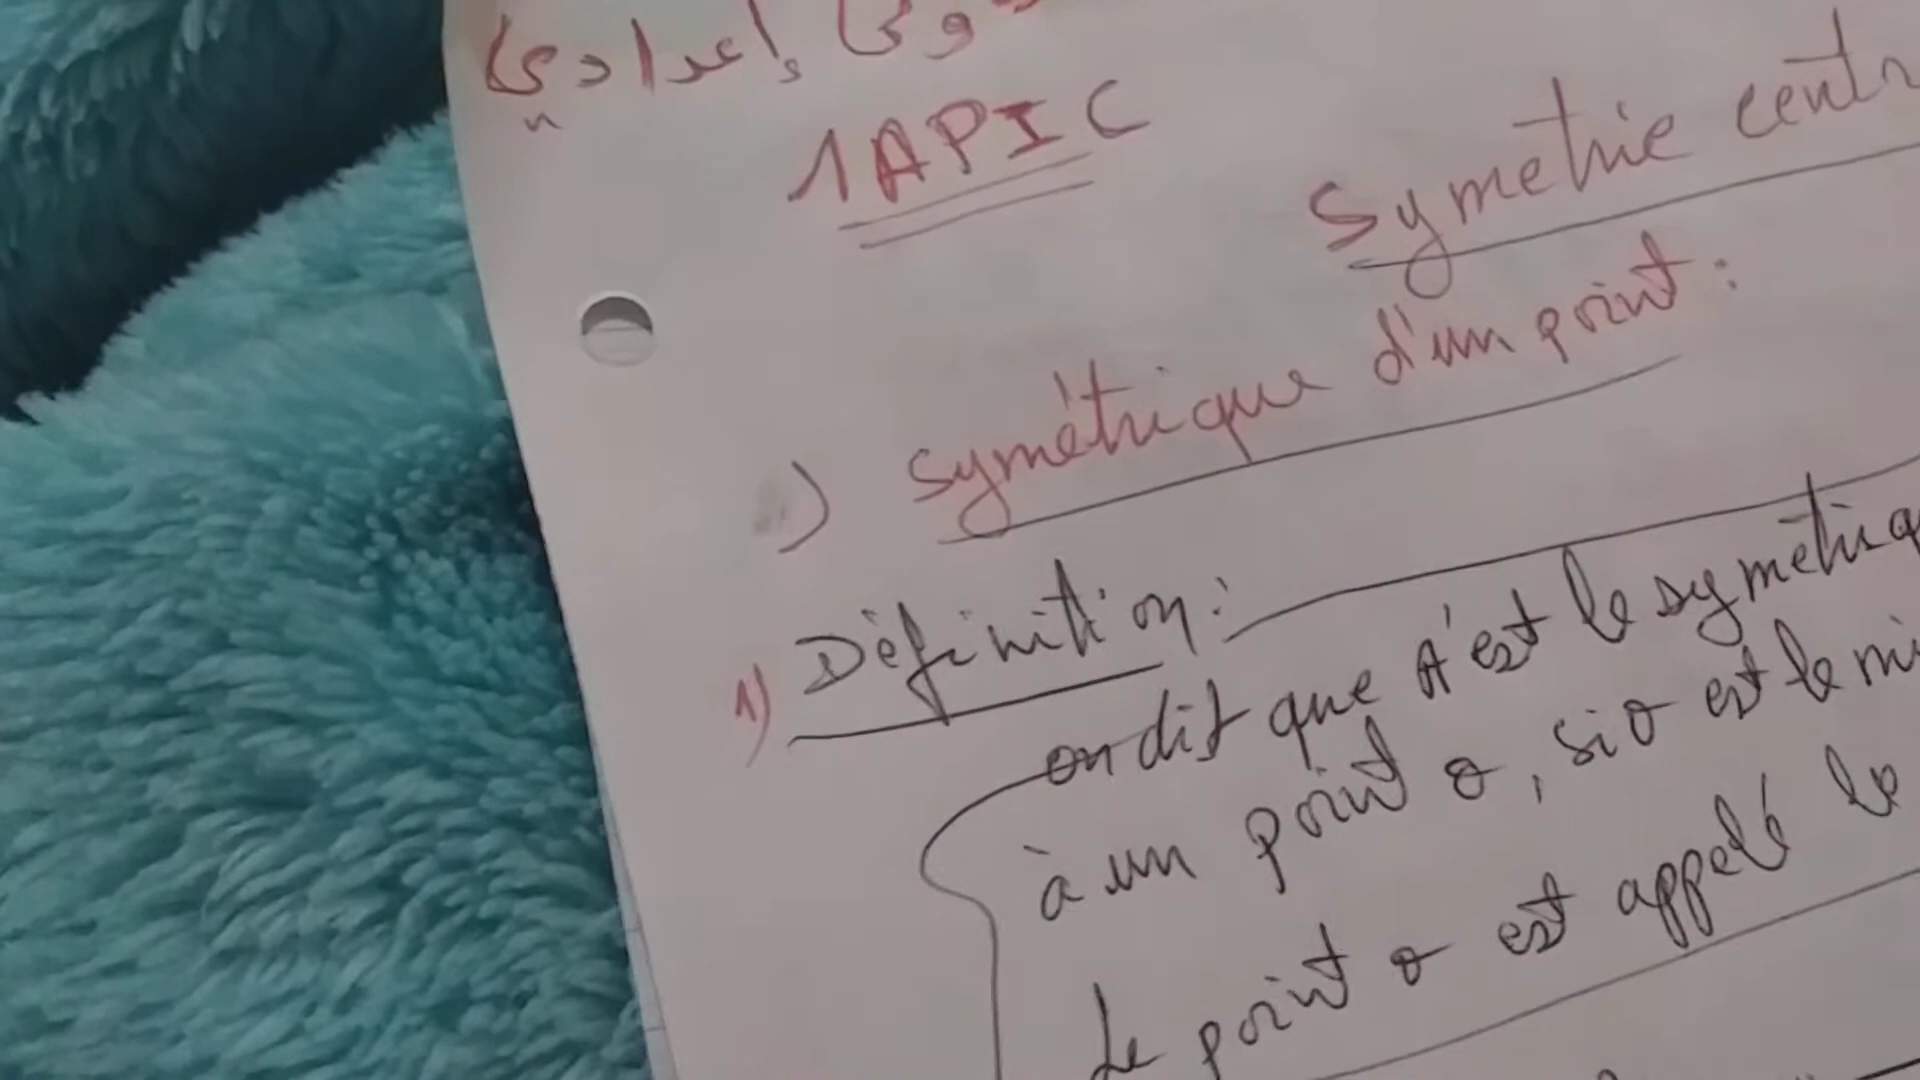 إعدادي
1APIC
Symetrie centr
) Symétrique d'un point :
1) Définition :
on dit que A' est le symétriq
à un point o, si o est le mi
Le point o est appelé le